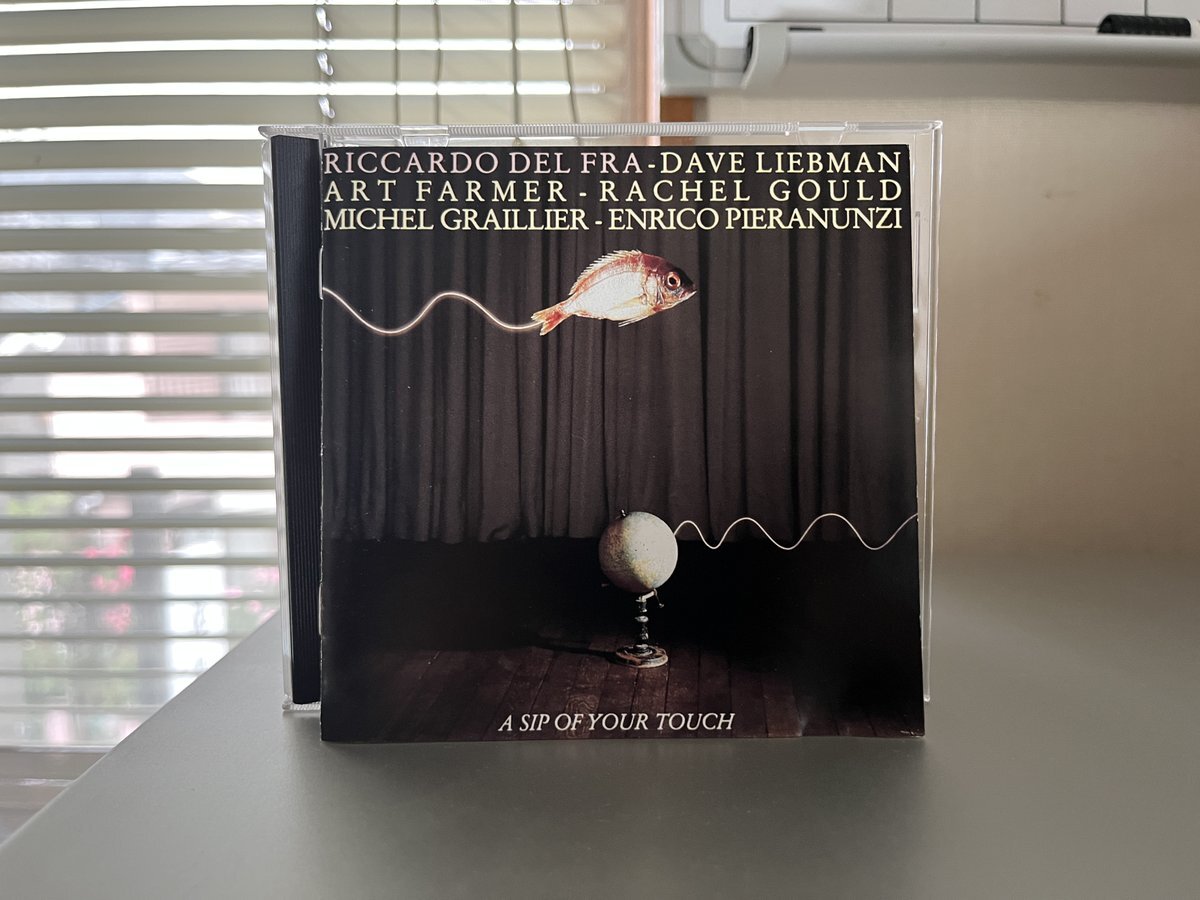 RICCARDO DEL FRA-DAVE LIEBMAN
ART FARMER - RACHEL GOULD
MICHEL GRAILLIER - ENRICO PIERANUNZI
A SIP OF YOUR TOUCH